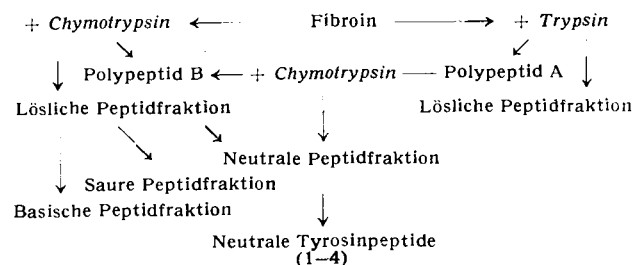 + Chymotrypsin ← Fibroin → + Trypsin
Polypeptid B ← + Chymotrypsin — Polypeptid A
Lösliche Peptidfraktion Lösliche Peptidfraktion
Neutrale Peptidfraktion
Saure Peptidfraktion
Basische Peptidfraktion
Neutrale Tyrosinpeptide
(1—4)